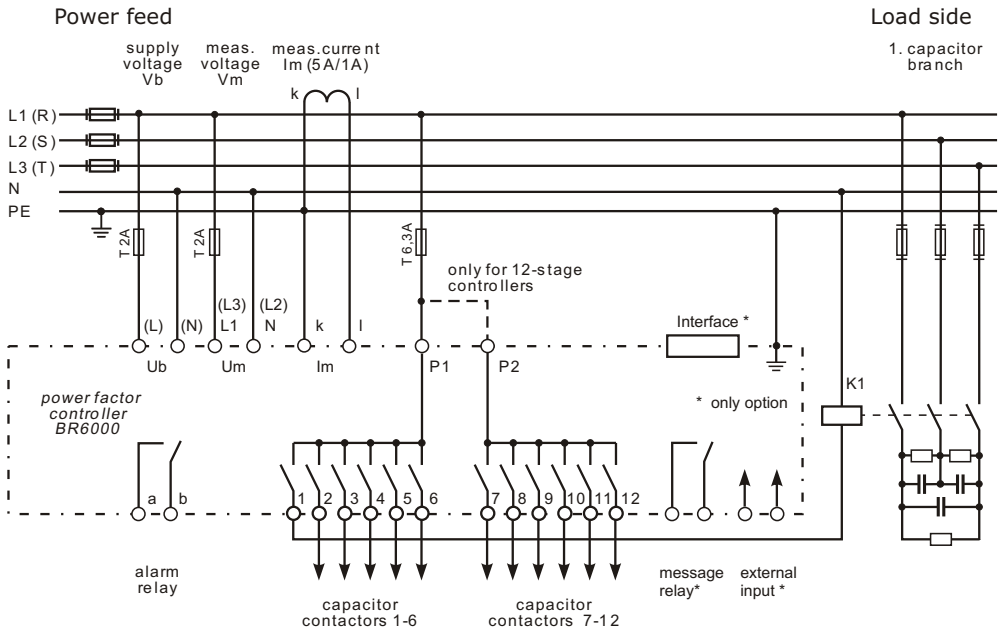 Power feed
Load side
supply
voltage
Vb
meas.
voltage
Vm
meas.current
Im (5A/1A)
1. capacitor
branch
k
l
L1 (R)
L2 (S)
L3 (T)
N
PE
T 2A
T 2A
T 6,3A
only for 12-stage
controllers
(L)
(N)
(L3)
L1
(L2)
N
k
l
Interface *
Ub
Um
Im
P1
P2
K1
power factor
controller
BR6000
* only option
a
b
1
2
3
4
5
6
7
8
9
10
11
12
alarm
relay
capacitor
contactors 1-6
capacitor
contactors 7-12
message
relay*
external
input *